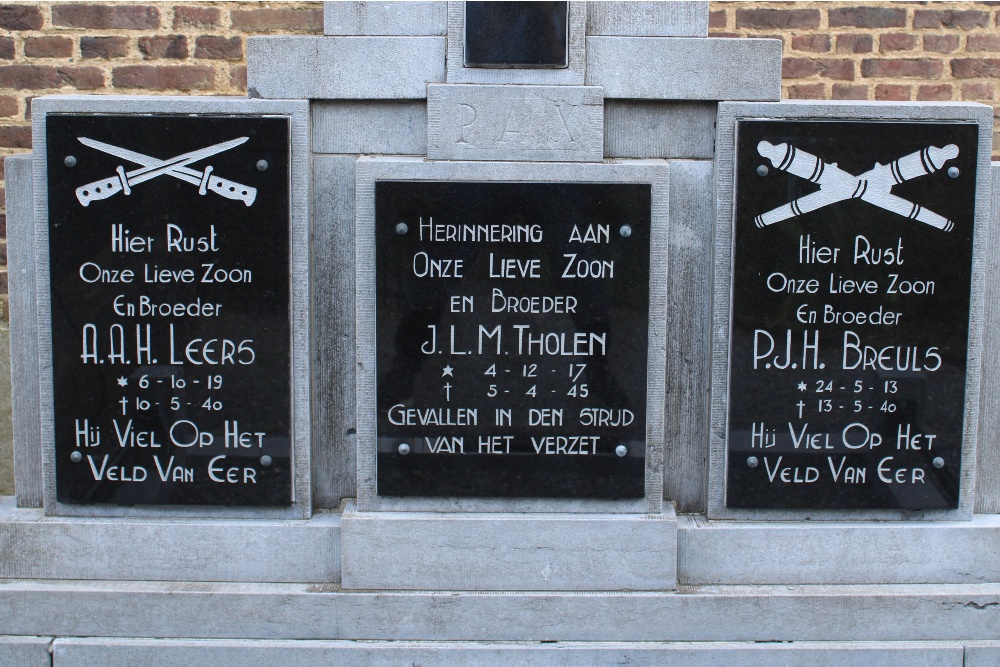 PAX
Hier Rust
Onze Lieve Zoon
En Broeder
A.A.H. Leers
* 6-10-19
† 10-5-40
Hij Viel Op Het
Veld Van Eer
Herinnering aan
Onze Lieve Zoon
en Broeder
J.L.M. Tholen
* 4-12-17
† 5-4-45
Gevallen in den strijd
van het verzet
Hier Rust
Onze Lieve Zoon
En Broeder
P.J.H. Breuls
* 24-5-13
† 13-5-40
Hij Viel Op Het
Veld Van Eer